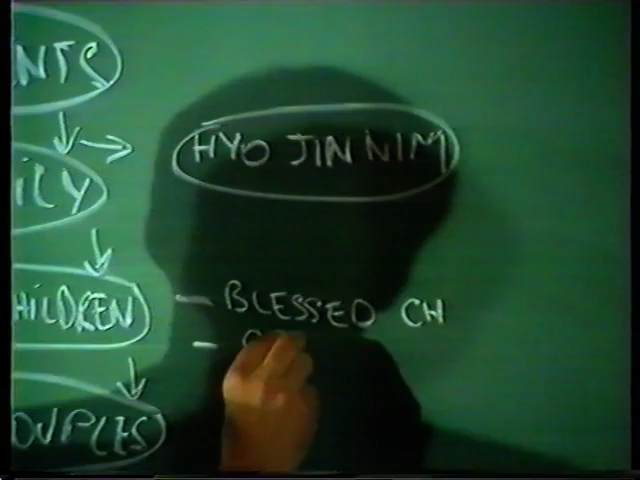 NTS
HYO JIN NIM
ILY
HILDREN - BLESSED CH
-
OUPLES